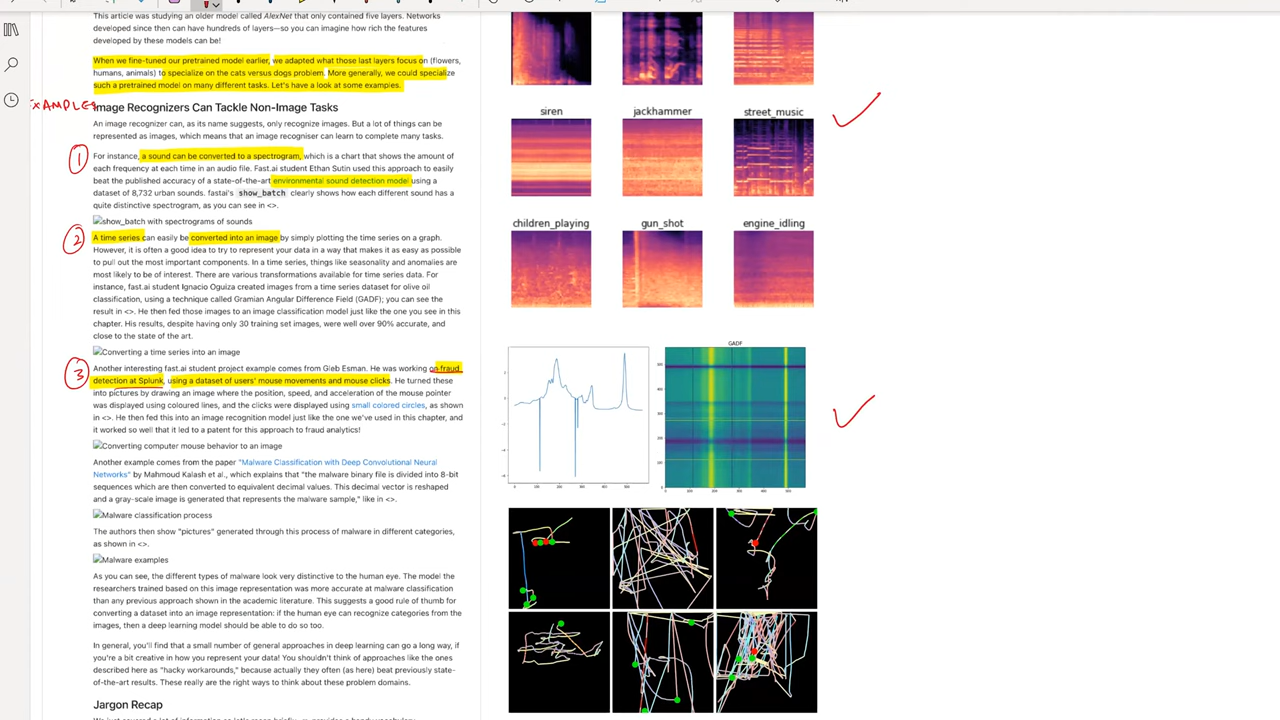 This article was studying an older model called AlexNet that only contained five layers. Networks
developed since then can have hundreds of layers—so you can imagine how rich the features
developed by these models can be!
When we fine-tuned our pretrained model earlier, we adapted what those last layers focus on (flowers,
humans, animals) to specialize on the cats versus dogs problem. More generally, we could specialize
such a pretrained model on many different tasks. Let's have a look at some examples.
EXAMPLES
Image Recognizers Can Tackle Non-Image Tasks
An image recognizer can, as its name suggests, only recognize images. But a lot of things can be
represented as images, which means that an image recogniser can learn to complete many tasks.
1
For instance, a sound can be converted to a spectrogram, which is a chart that shows the amount of
each frequency at each time in an audio file. Fast.ai student Ethan Sutin used this approach to easily
beat the published accuracy of a state-of-the-art environmental sound detection model using a
dataset of 8,732 urban sounds. fastai's show_batch clearly shows how each different sound has a
quite distinctive spectrogram, as you can see in <>.
show_batch with spectrograms of sounds
2
A time series can easily be converted into an image by simply plotting the time series on a graph.
However, it is often a good idea to try to represent your data in a way that makes it as easy as possible
to pull out the most important components. In a time series, things like seasonality and anomalies are
most likely to be of interest. There are various transformations available for time series data. For
instance, fast.ai student Ignacio Oguiza created images from a time series dataset for olive oil
classification, using a technique called Gramian Angular Difference Field (GADF); you can see the
result in <>. He then fed those images to an image classification model just like the one you see in this
chapter. His results, despite having only 30 training set images, were well over 90% accurate, and
close to the state of the art.
Converting a time series into an image
3
Another interesting fast.ai student project example comes from Gleb Esman. He was working on fraud
detection at Splunk, using a dataset of users' mouse movements and mouse clicks. He turned these
into pictures by drawing an image where the position, speed, and acceleration of the mouse pointer
was displayed using coloured lines, and the clicks were displayed using small colored circles, as shown
in <>. He then fed this into an image recognition model just like the one we've used in this chapter, and
it worked so well that it led to a patent for this approach to fraud analytics!
Converting computer mouse behavior to an image
Another example comes from the paper "Malware Classification with Deep Convolutional Neural
Networks" by Mahmoud Kalash et al., which explains that "the malware binary file is divided into 8-bit
sequences which are then converted to equivalent decimal values. This decimal vector is reshaped
and a gray-scale image is generated that represents the malware sample," like in <>.
Malware classification process
The authors then show "pictures" generated through this process of malware in different categories,
as shown in <>.
Malware examples
As you can see, the different types of malware look very distinctive to the human eye. The model the
researchers trained based on this image representation was more accurate at malware classification
than any previous approach shown in the academic literature. This suggests a good rule of thumb for
converting a dataset into an image representation: if the human eye can recognize categories from the
images, then a deep learning model should be able to do so too.
In general, you'll find that a small number of general approaches in deep learning can go a long way, if
you're a bit creative in how you represent your data! You shouldn't think of approaches like the ones
described here as "hacky workarounds," because actually they often (as here) beat previously state-
of-the-art results. These really are the right ways to think about these problem domains.
Jargon Recap
siren jackhammer street_music
children_playing gun_shot engine_idling
GADF